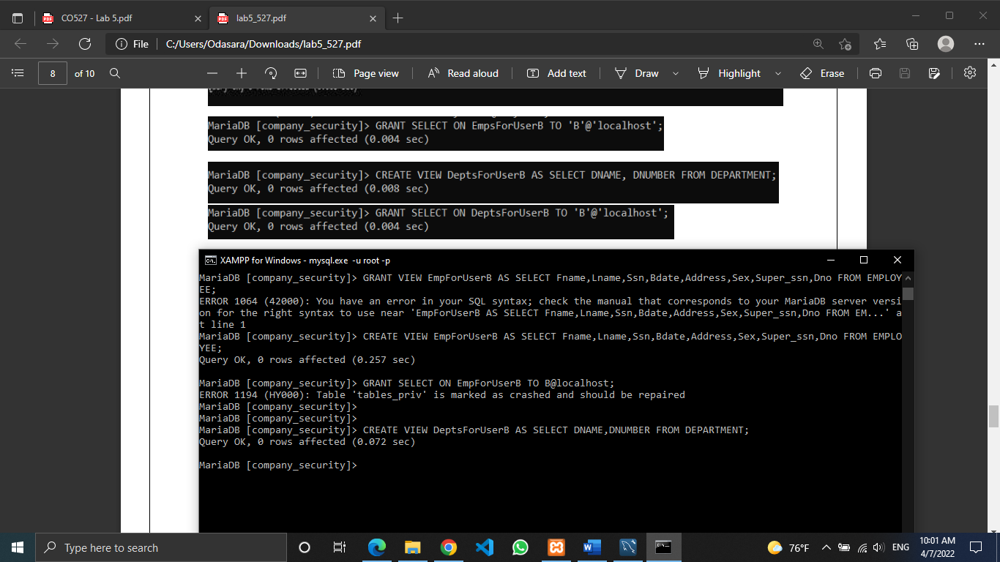 CO527 - Lab 5.pdf
lab5_527.pdf
File
C:/Users/Odasara/Downloads/lab5_527.pdf
8 of 10
Page view
Read aloud
Add text
Draw
Highlight
Erase
MariaDB [company_security]> GRANT SELECT ON EmpsForUserB TO 'B'@'localhost';
Query OK, 0 rows affected (0.004 sec)
MariaDB [company_security]> CREATE VIEW DeptsForUserB AS SELECT DNAME, DNUMBER FROM DEPARTMENT;
Query OK, 0 rows affected (0.008 sec)
MariaDB [company_security]> GRANT SELECT ON DeptsForUserB TO 'B'@'localhost';
Query OK, 0 rows affected (0.004 sec)
XAMPP for Windows - mysql.exe -u root -p
MariaDB [company_security]> GRANT VIEW EmpForUserB AS SELECT Fname,Lname,Ssn,Bdate,Address,Sex,Super_ssn,Dno FROM EMPLOY
EE;
ERROR 1064 (42000): You have an error in your SQL syntax; check the manual that corresponds to your MariaDB server versi
on for the right syntax to use near 'EmpForUserB AS SELECT Fname,Lname,Ssn,Bdate,Address,Sex,Super_ssn,Dno FROM EM...' a
t line 1
MariaDB [company_security]> CREATE VIEW EmpForUserB AS SELECT Fname,Lname,Ssn,Bdate,Address,Sex,Super_ssn,Dno FROM EMPLO
YEE;
Query OK, 0 rows affected (0.257 sec)
MariaDB [company_security]> GRANT SELECT ON EmpForUserB TO B@localhost;
ERROR 1194 (HY000): Table 'tables_priv' is marked as crashed and should be repaired
MariaDB [company_security]>
MariaDB [company_security]>
MariaDB [company_security]> CREATE VIEW DeptsForUserB AS SELECT DNAME,DNUMBER FROM DEPARTMENT;
Query OK, 0 rows affected (0.072 sec)
MariaDB [company_security]>
Type here to search
76°F
ENG
10:01 AM
4/7/2022